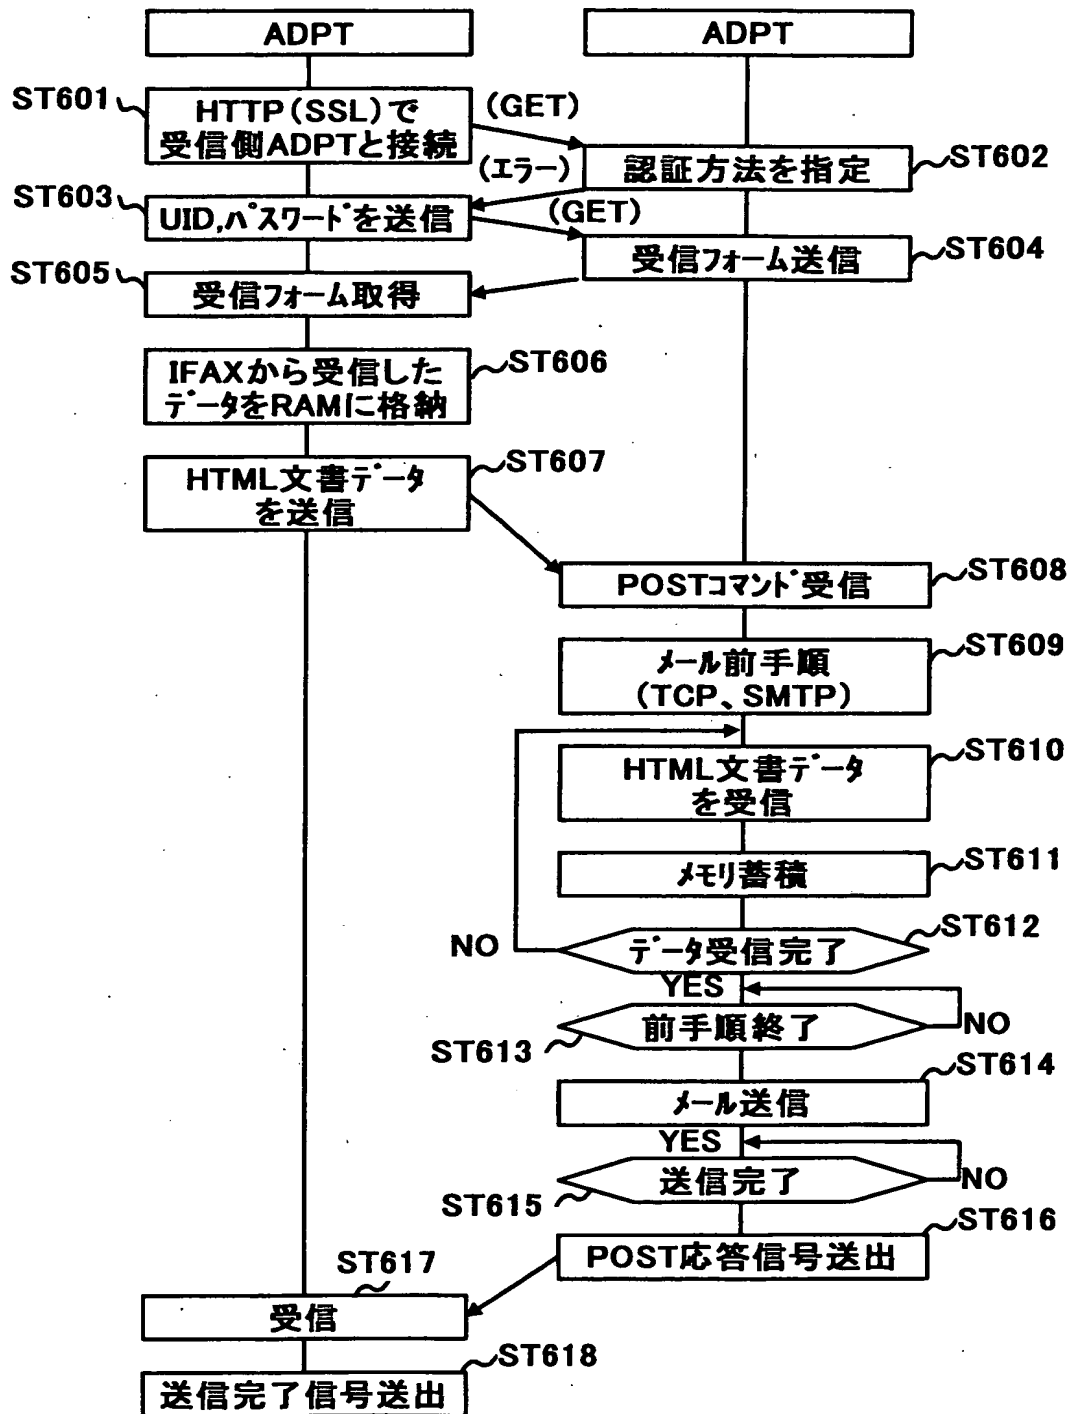 ADPT
ADPT
ST601
HTTP(SSL)で
受信側ADPTと接続
(GET)
認証方法を指定
ST602
(エラー)
ST603
UID,パスワードを送信
(GET)
受信フォーム送信
ST604
ST605
受信フォーム取得
IFAXから受信した
データをRAMに格納
ST606
HTML文書データ
を送信
ST607
POSTコマンド受信
ST608
メール前手順
(TCP、SMTP)
ST609
HTML文書データ
を受信
ST610
メモリ蓄積
ST611
データ受信完了
ST612
NO
YES
前手順終了
NO
ST613
メール送信
ST614
YES
送信完了
NO
ST615
POST応答信号送出
ST616
ST617
受信
ST618
送信完了信号送出